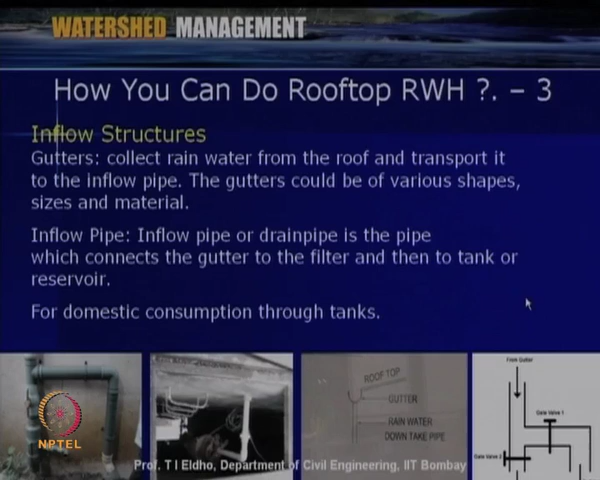 WATERSHED MANAGEMENT
How You Can Do Rooftop RWH ?. – 3
Inflow Structures
Gutters: collect rain water from the roof and transport it
to the inflow pipe. The gutters could be of various shapes,
sizes and material.
Inflow Pipe: Inflow pipe or drainpipe is the pipe
which connects the gutter to the filter and then to tank or
reservoir.
For domestic consumption through tanks.
ROOF TOP
GUTTER
RAIN WATER
DOWN TAKE PIPE
From Gutter
Gate Valve 1
Gate Valve 2
NPTEL
Prof. T I Eldho, Department of Civil Engineering, IIT Bombay